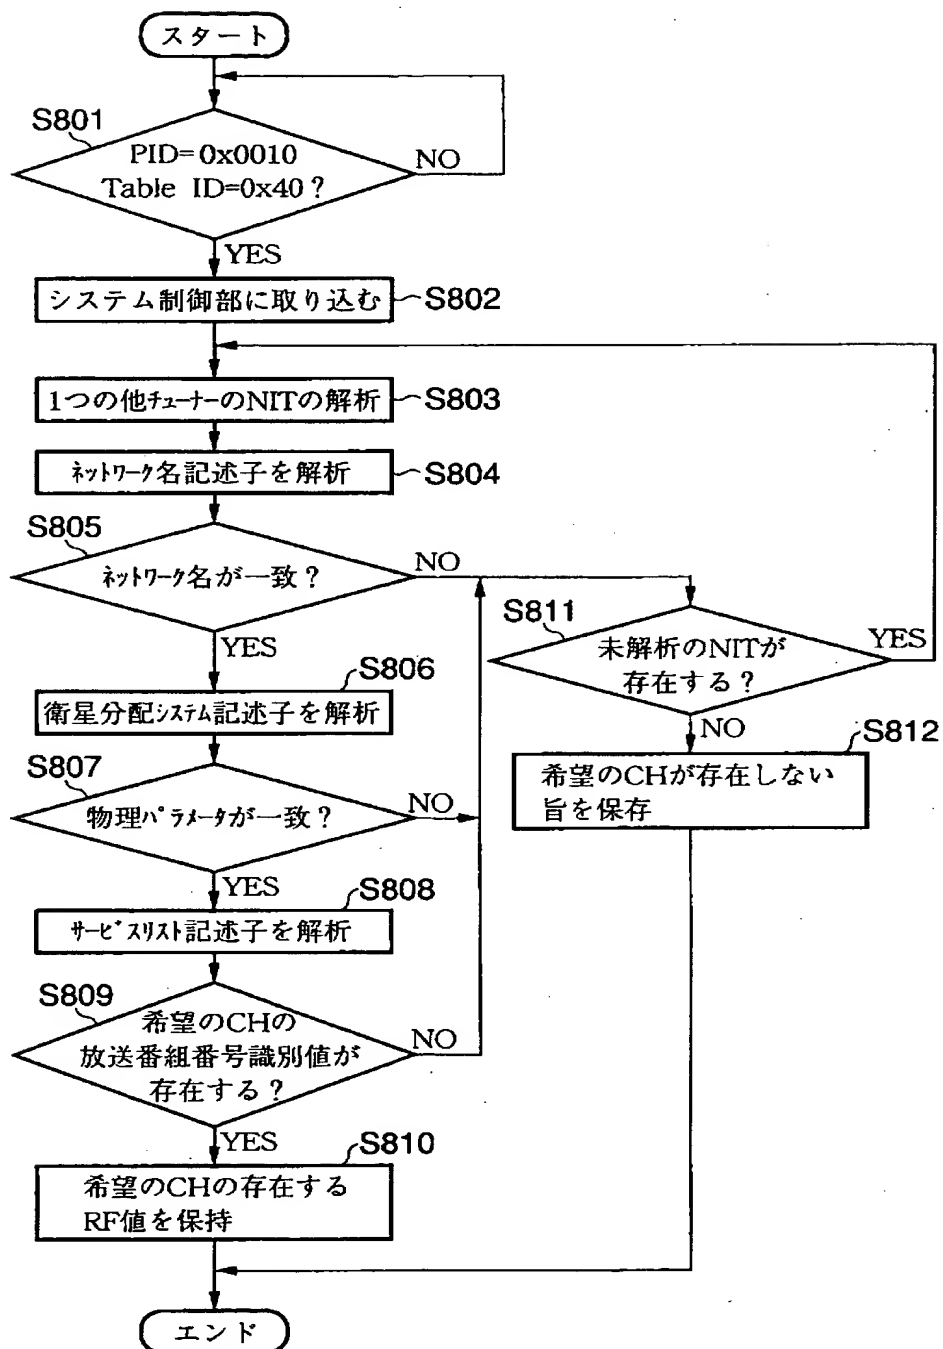 スタート
S801
PID=0x0010
Table ID=0x40?
NO
YES
システム制御部に取り込む
S802
1つの他チューナーのNITの解析
S803
ネットワーク名記述子を解析
S804
S805
ネットワーク名が一致?
NO
YES
S806
衛星分配システム記述子を解析
S807
物理パラメータが一致?
NO
YES
S808
サービスリスト記述子を解析
S809
希望のCHの
放送番組番号識別値が
存在する?
NO
YES
S810
希望のCHの存在する
RF値を保持
S811
未解析のNITが
存在する?
YES
NO
S812
希望のCHが存在しない
旨を保存
エンド